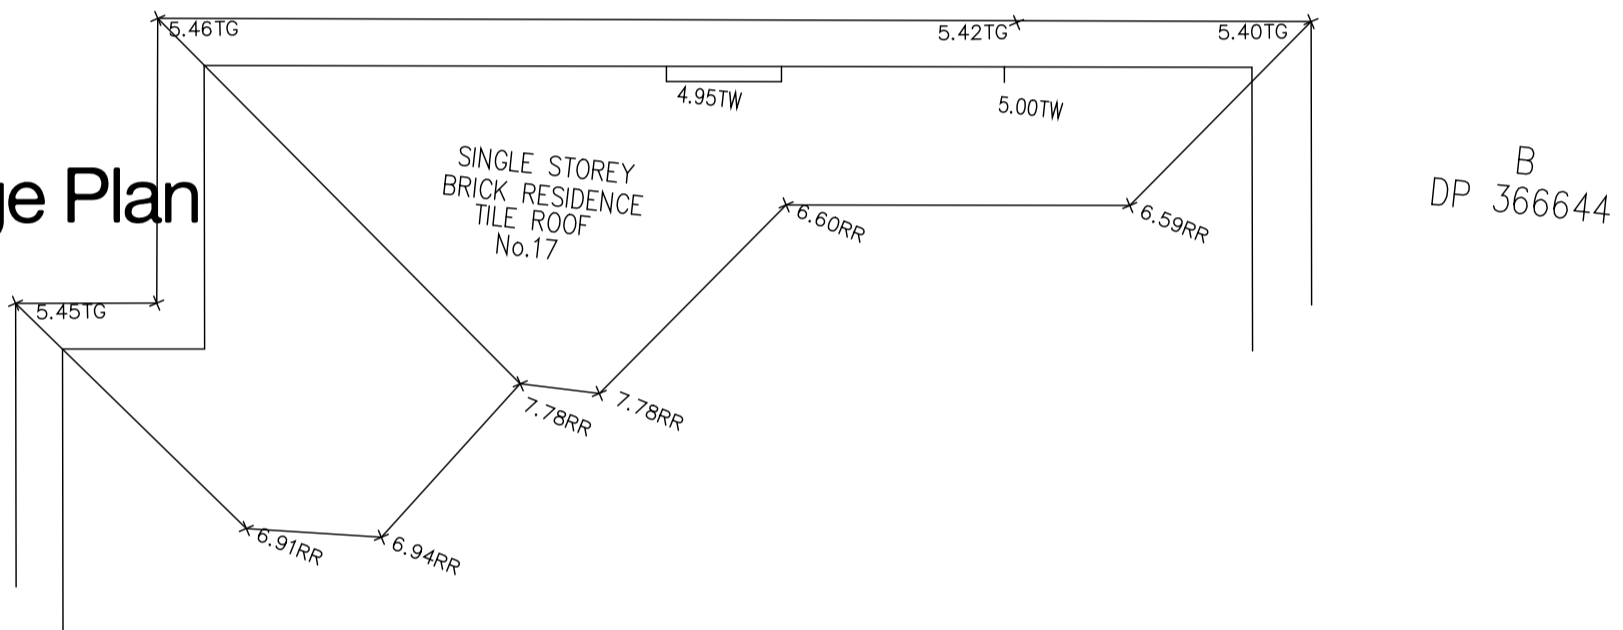 5.46TG
5.42TG
5.40TG
4.95TW
5.00TW
SINGLE STOREY
BRICK RESIDENCE
TILE ROOF
No.17
B
DP 366644
ge Plan
6.60RR
6.59RR
5.45TG
7.78RR
7.78RR
6.91RR
6.94RR